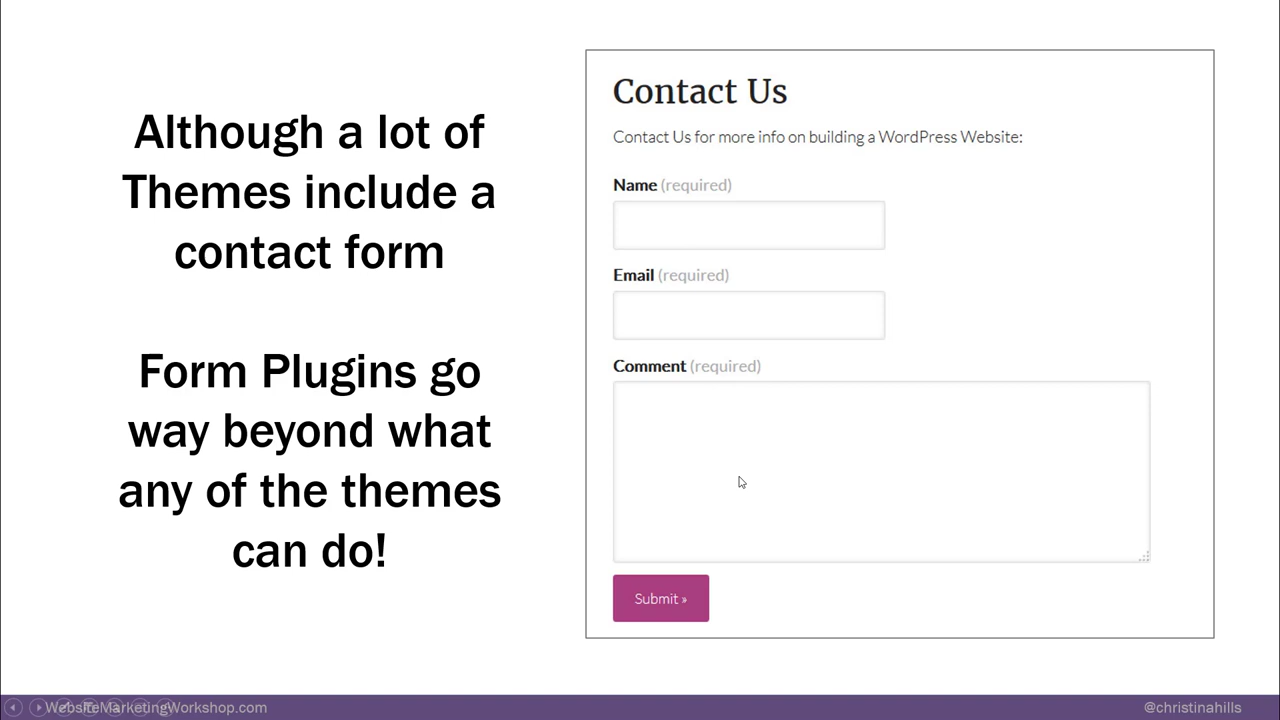 Although a lot of
Themes include a
contact form
Form Plugins go
way beyond what
any of the themes
can do!
Contact Us
Contact Us for more info on building a WordPress Website:
Name (required)
Email (required)
Comment (required)
Submit »
WebsiteMarketingWorkshop.com
@christinahills